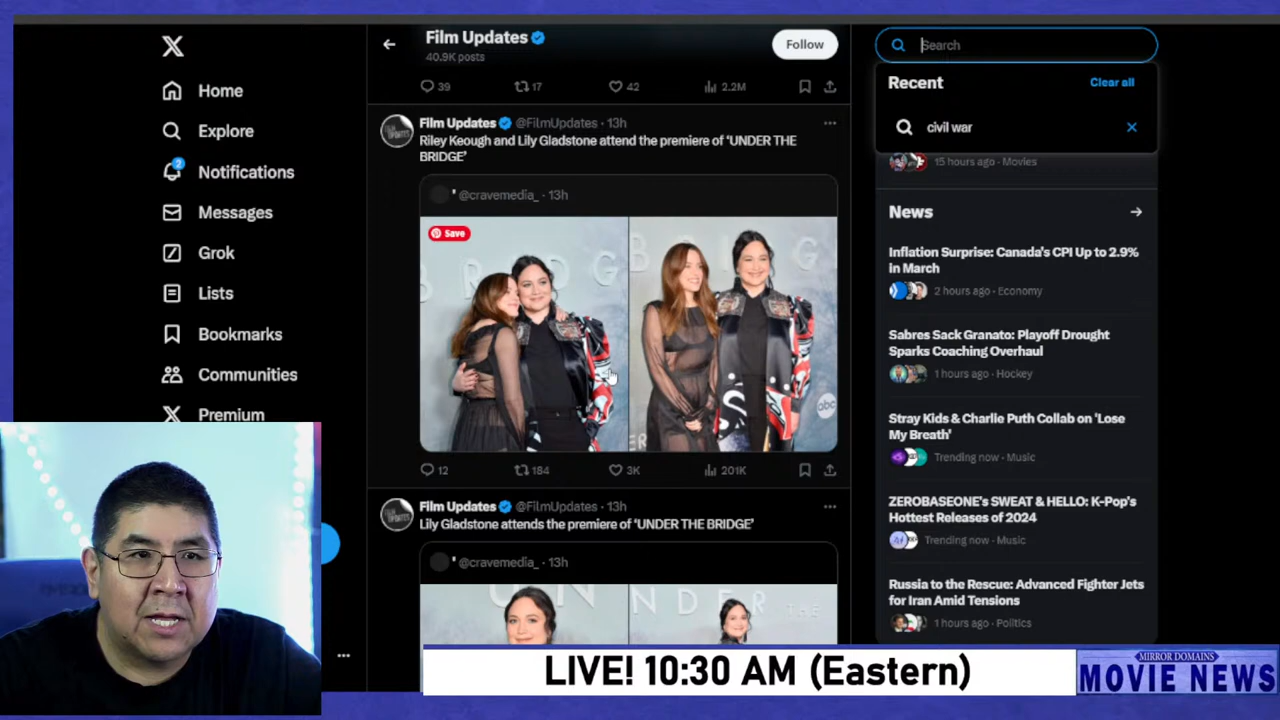 Home
Explore
2
Notifications
Messages
Grok
Lists
Bookmarks
Communities
Premium
Film Updates
40.9K posts
Follow
39
17
42
2.2M
Film Updates @FilmUpdates · 13h
Riley Keough and Lily Gladstone attend the premiere of 'UNDER THE
BRIDGE'
' @cravemedia_ · 13h
Save
abc
12
184
3K
201K
Film Updates @FilmUpdates · 13h
Lily Gladstone attends the premiere of 'UNDER THE BRIDGE'
' @cravemedia_ · 13h
Search
Recent
Clear all
civil war
15 hours ago · Movies
News
Inflation Surprise: Canada's CPI Up to 2.9%
in March
2 hours ago · Economy
Sabres Sack Granato: Playoff Drought
Sparks Coaching Overhaul
1 hours ago · Hockey
Stray Kids & Charlie Puth Collab on 'Lose
My Breath'
Trending now · Music
ZEROBASEONE's SWEAT & HELLO: K-Pop's
Hottest Releases of 2024
Trending now · Music
Russia to the Rescue: Advanced Fighter Jets
for Iran Amid Tensions
1 hours ago · Politics
LIVE! 10:30 AM (Eastern)
MIRROR DOMAINS
MOVIE NEWS